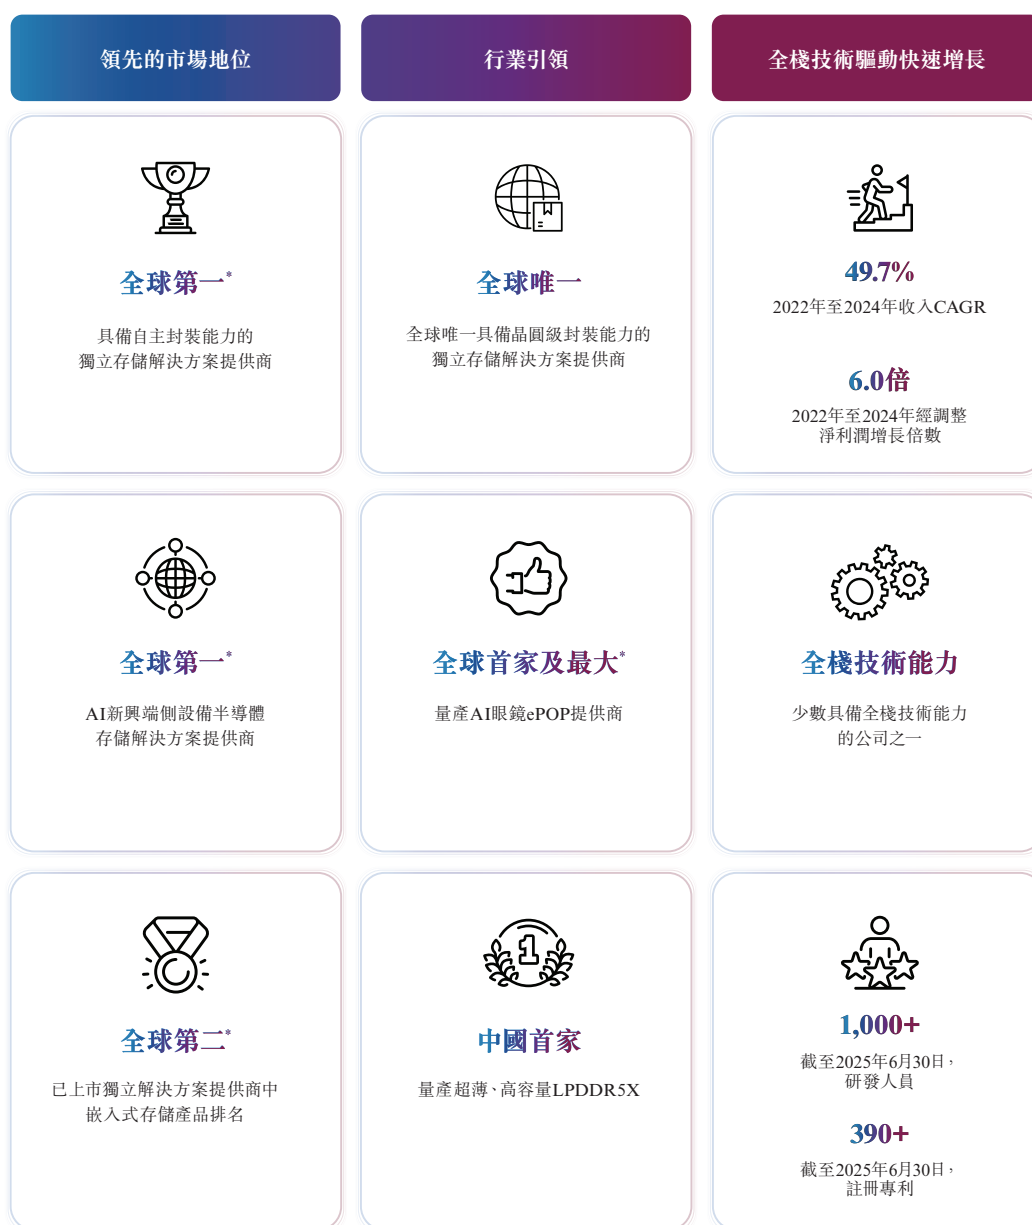 領先的市場地位
行業引領
全棧技術驅動快速增長
全球第一*
具備自主封裝能力的
獨立存儲解決方案提供商
全球唯一
全球唯一具備晶圓級封裝能力的
獨立存儲解決方案提供商
49.7%
2022年至2024年收入CAGR
6.0倍
2022年至2024年經調整
淨利潤增長倍數
全球第一*
AI新興端側設備半導體
存儲解決方案提供商
全球首家及最大*
量產AI眼鏡ePOP提供商
全棧技術能力
少數具備全棧技術能力
的公司之一
全球第二*
已上市獨立解決方案提供商中
嵌入式存儲產品排名
1
中國首家
量產超薄、高容量LPDDR5X
1,000+
截至2025年6月30日，
研發人員
390+
截至2025年6月30日，
註冊專利